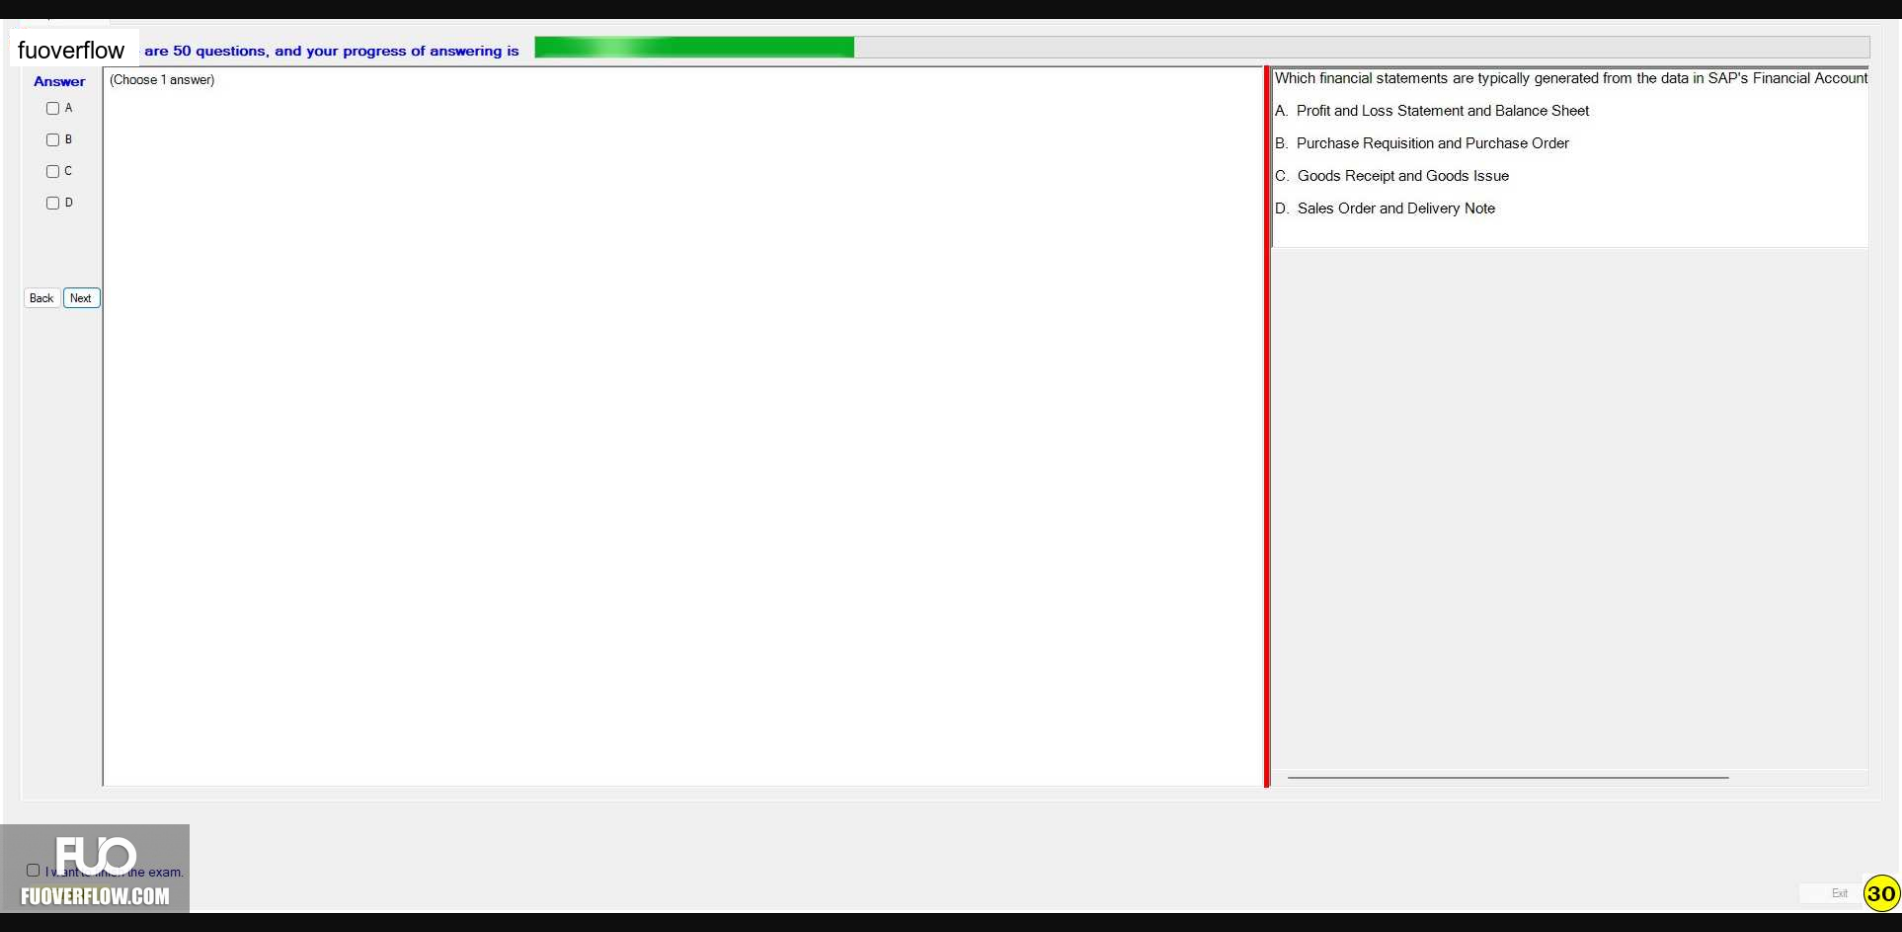 fuoverflow are 50 questions, and your progress of answering is
Answer
(Choose 1 answer)
A
B
C
D
Back Next
Which financial statements are typically generated from the data in SAP's Financial Account
A. Profit and Loss Statement and Balance Sheet
B. Purchase Requisition and Purchase Order
C. Goods Receipt and Goods Issue
D. Sales Order and Delivery Note
FUO
I want to finish the exam.
FUOVERFLOW.COM
Exit
30